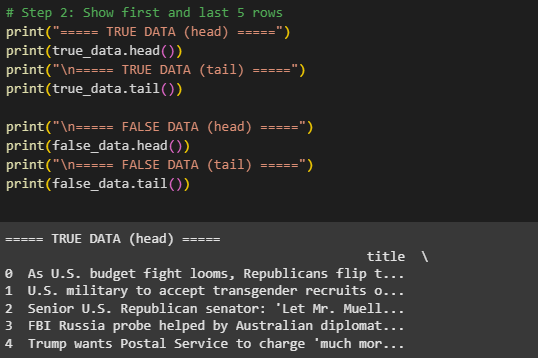 # Step 2: Show first and last 5 rows
print("===== TRUE DATA (head) =====")
print(true_data.head())
print("\n===== TRUE DATA (tail) =====")
print(true_data.tail())

print("\n===== FALSE DATA (head) =====")
print(false_data.head())
print("\n===== FALSE DATA (tail) =====")
print(false_data.tail())

===== TRUE DATA (head) =====
                                               title  \
0  As U.S. budget fight looms, Republicans flip t...
1  U.S. military to accept transgender recruits o...
2  Senior U.S. Republican senator: 'Let Mr. Muell...
3  FBI Russia probe helped by Australian diplomat...
4  Trump wants Postal Service to charge 'much mor...